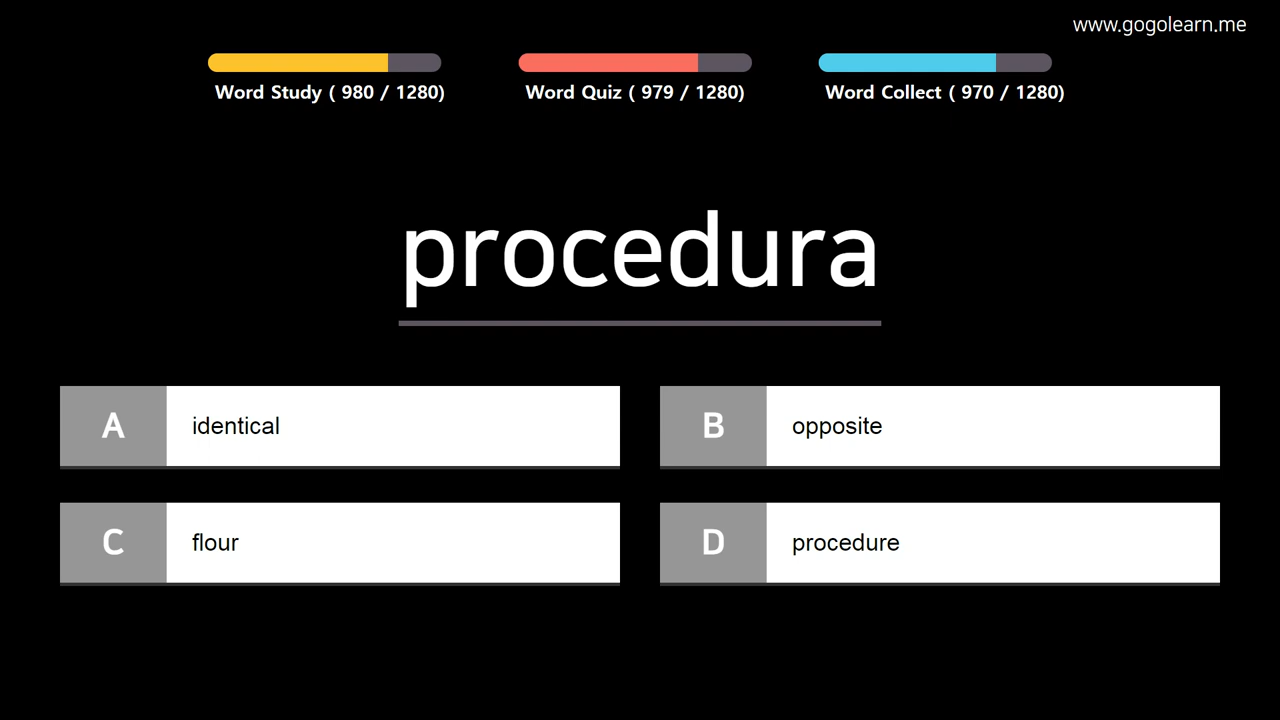 www.gogolearn.me
Word Study ( 980 / 1280)
Word Quiz ( 979 / 1280)
Word Collect ( 970 / 1280)
procedura
A identical
B opposite
C flour
D procedure